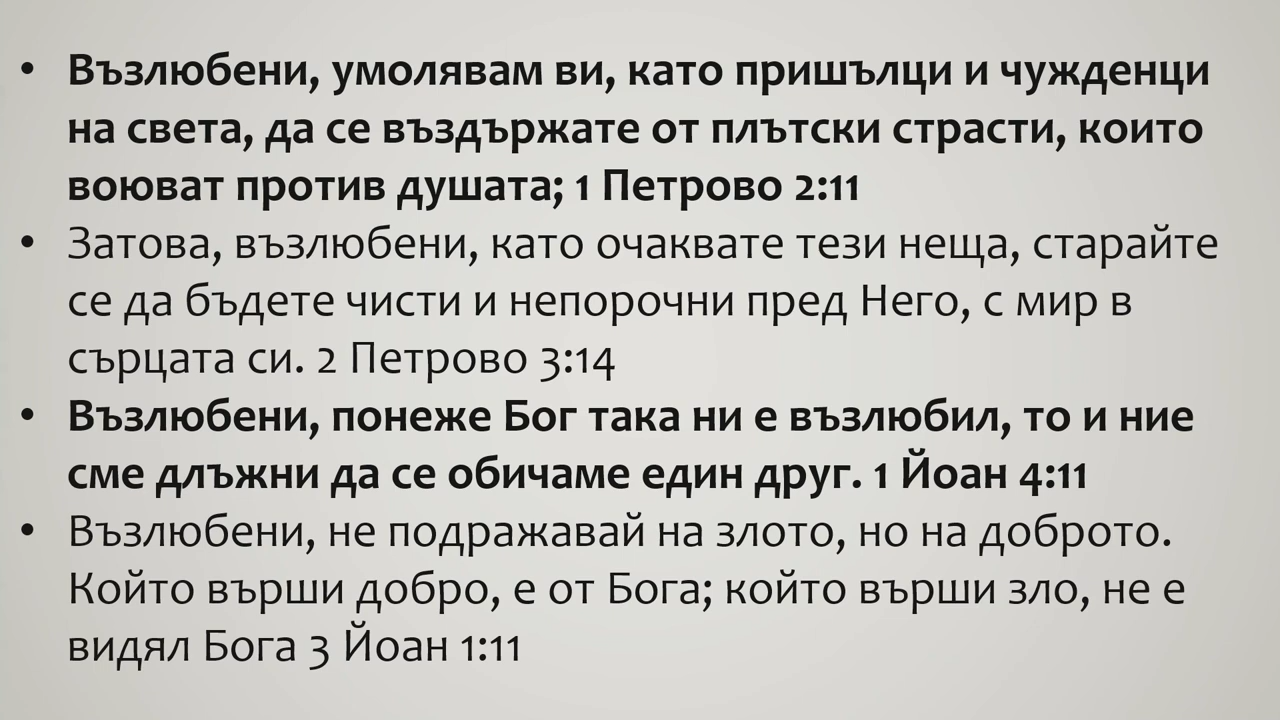 • Възлюбени, умолявам ви, като пришълци и чужденци
на света, да се въздържате от плътски страсти, които
воюват против душата; 1 Петрово 2:11
• Затова, възлюбени, като очаквате тези неща, старайте
се да бъдете чисти и непорочни пред Него, с мир в
сърцата си. 2 Петрово 3:14
• Възлюбени, понеже Бог така ни е възлюбил, то и ние
сме длъжни да се обичаме един друг. 1 Йоан 4:11
• Възлюбени, не подражавай на злото, но на доброто.
Който върши добро, е от Бога; който върши зло, не е
видял Бога 3 Йоан 1:11